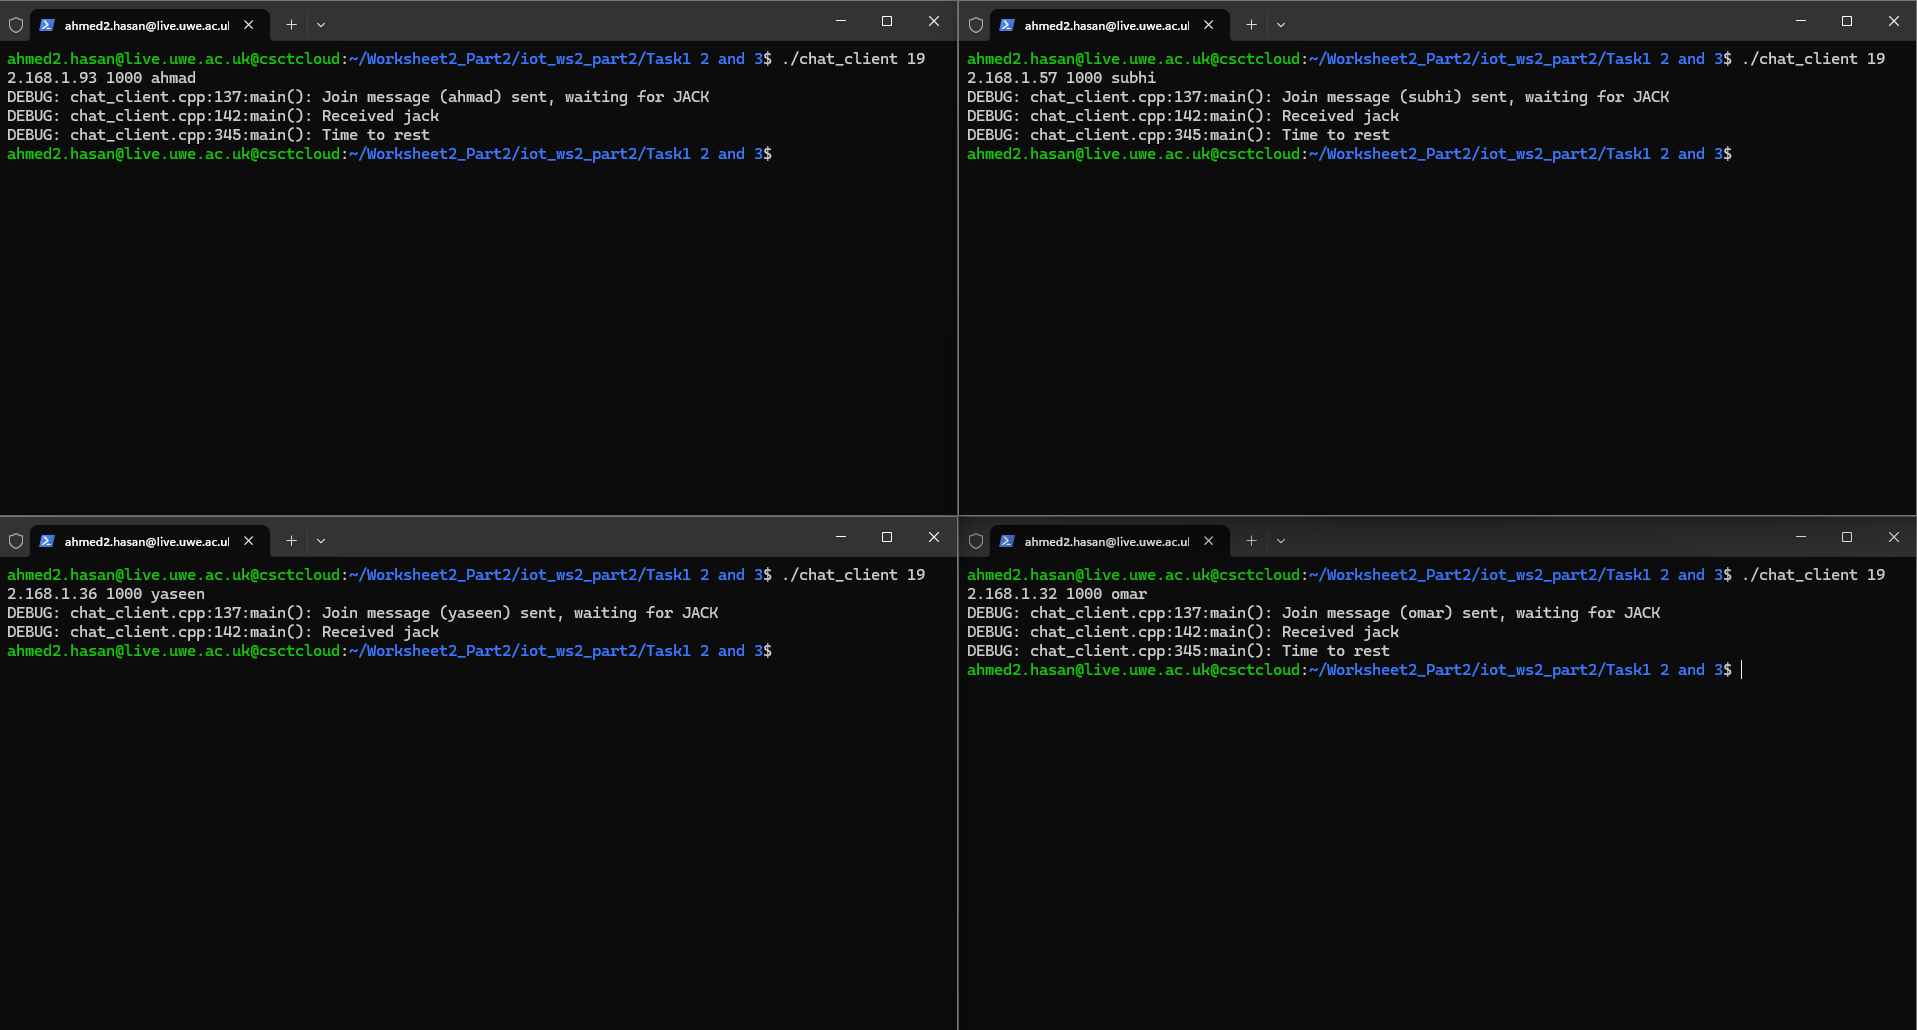 ahmed2.hasan@live.uwe.ac.ul
ahmed2.hasan@live.uwe.ac.uk@csctcloud:~/Worksheet2_Part2/iot_ws2_part2/Task1 2 and 3$ ./chat_client 19
2.168.1.93 1000 ahmad
DEBUG: chat_client.cpp:137:main(): Join message (ahmad) sent, waiting for JACK
DEBUG: chat_client.cpp:142:main(): Received jack
DEBUG: chat_client.cpp:345:main(): Time to rest
ahmed2.hasan@live.uwe.ac.uk@csctcloud:~/Worksheet2_Part2/iot_ws2_part2/Task1 2 and 3$
ahmed2.hasan@live.uwe.ac.ul
ahmed2.hasan@live.uwe.ac.uk@csctcloud:~/Worksheet2_Part2/iot_ws2_part2/Task1 2 and 3$ ./chat_client 19
2.168.1.57 1000 subhi
DEBUG: chat_client.cpp:137:main(): Join message (subhi) sent, waiting for JACK
DEBUG: chat_client.cpp:142:main(): Received jack
DEBUG: chat_client.cpp:345:main(): Time to rest
ahmed2.hasan@live.uwe.ac.uk@csctcloud:~/Worksheet2_Part2/iot_ws2_part2/Task1 2 and 3$
ahmed2.hasan@live.uwe.ac.ul
ahmed2.hasan@live.uwe.ac.uk@csctcloud:~/Worksheet2_Part2/iot_ws2_part2/Task1 2 and 3$ ./chat_client 19
2.168.1.36 1000 yaseen
DEBUG: chat_client.cpp:137:main(): Join message (yaseen) sent, waiting for JACK
DEBUG: chat_client.cpp:142:main(): Received jack
ahmed2.hasan@live.uwe.ac.uk@csctcloud:~/Worksheet2_Part2/iot_ws2_part2/Task1 2 and 3$
ahmed2.hasan@live.uwe.ac.ul
ahmed2.hasan@live.uwe.ac.uk@csctcloud:~/Worksheet2_Part2/iot_ws2_part2/Task1 2 and 3$ ./chat_client 19
2.168.1.32 1000 omar
DEBUG: chat_client.cpp:137:main(): Join message (omar) sent, waiting for JACK
DEBUG: chat_client.cpp:142:main(): Received jack
DEBUG: chat_client.cpp:345:main(): Time to rest
ahmed2.hasan@live.uwe.ac.uk@csctcloud:~/Worksheet2_Part2/iot_ws2_part2/Task1 2 and 3$